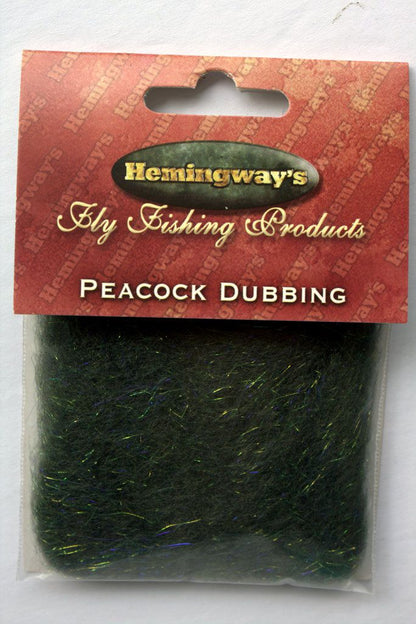 Hemingway's
Fly Fishing Products
PEACOCK DUBBING